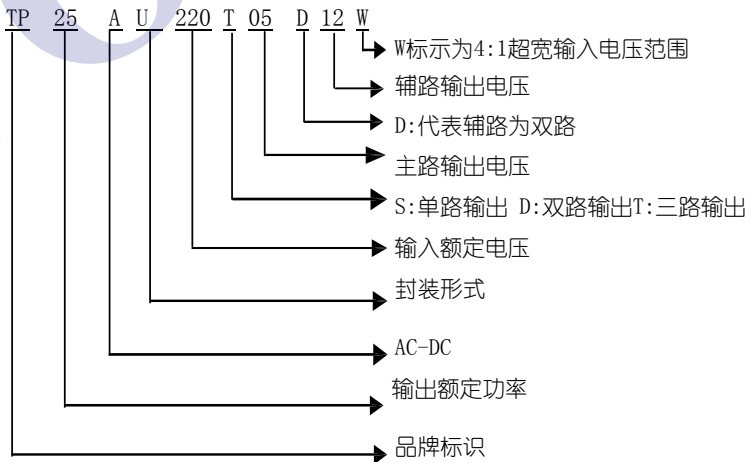 TP 25 A U 220 T 05 D 12 W
W标示为4:1超宽输入电压范围
辅路输出电压
D:代表辅路为双路
主路输出电压
S:单路输出 D:双路输出T:三路输出
输入额定电压
封装形式
AC-DC
输出额定功率
品牌标识